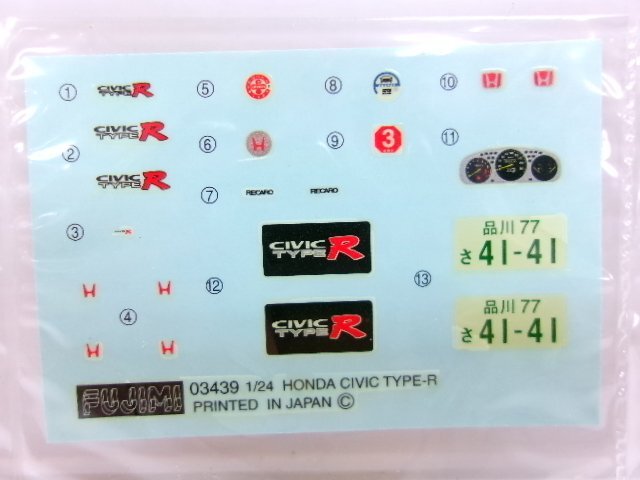 ① CIVIC TYPE R
CIVIC TYPE R
② CIVIC TYPE R
③
④
⑤
⑥
⑦ RECARO RECARO
⑧
⑨ 3
⑩
⑪
⑫ CIVIC TYPE R
CIVIC TYPE R
⑬ 品川 77
さ 41-41
品川 77
さ 41-41
FUJIMI 03439 1/24 HONDA CIVIC TYPE-R
PRINTED IN JAPAN ©